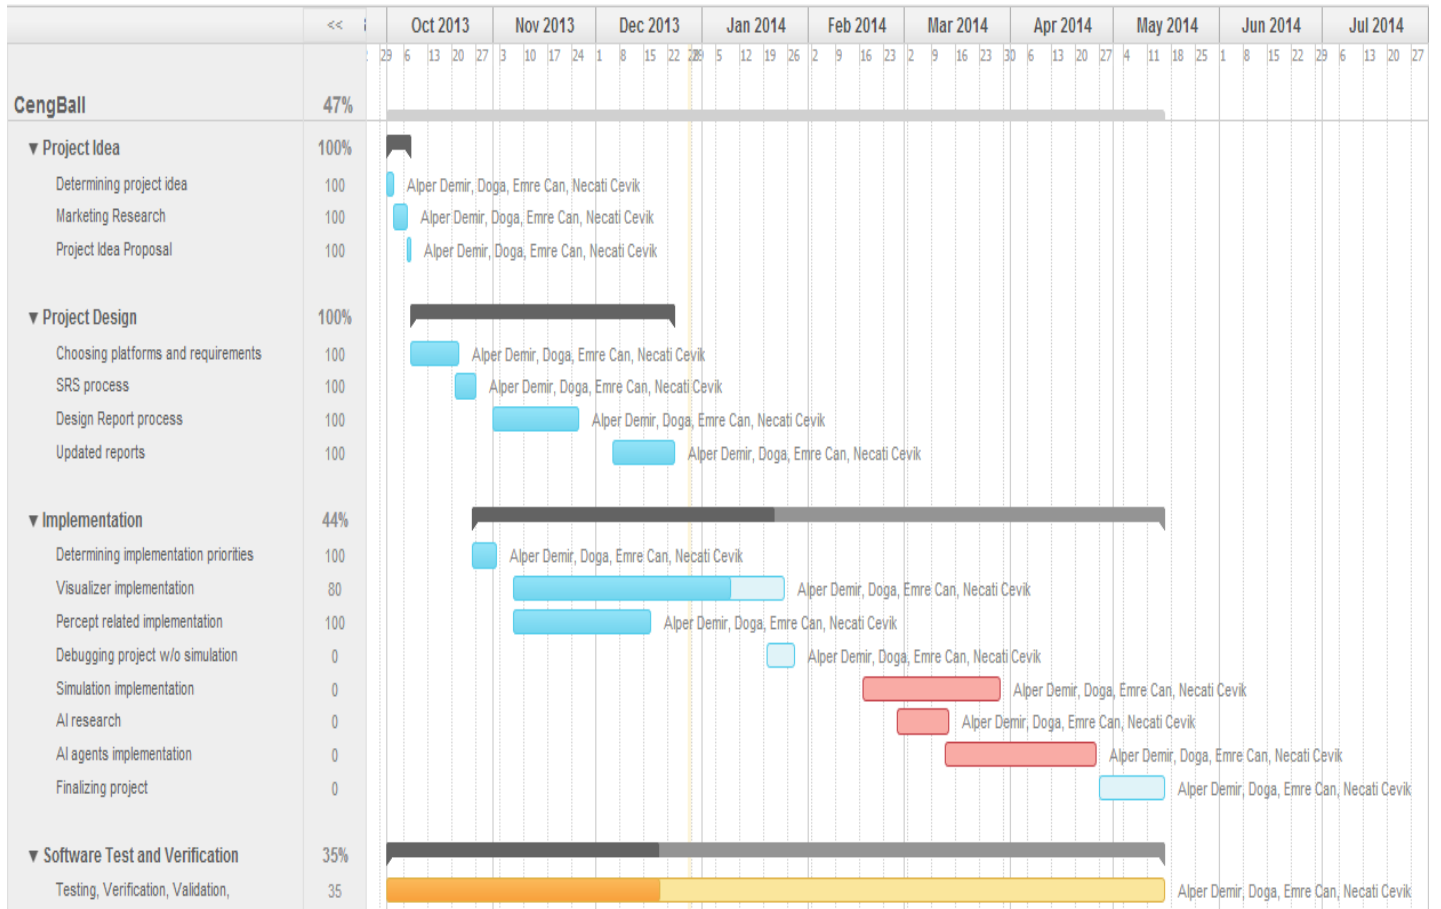 << Oct 2013 Nov 2013 Dec 2013 Jan 2014 Feb 2014 Mar 2014 Apr 2014 May 2014 Jun 2014 Jul 2014
29 6 13 20 27 3 10 17 24 1 8 15 22 29 5 12 19 26 2 9 16 23 2 9 16 23 30 6 13 20 27 4 11 18 25 1 8 15 22 29 6 13 20 27
CengBall 47%
▼ Project Idea 100%
Determining project idea 100 Alper Demir, Doga, Emre Can, Necati Cevik
Marketing Research 100 Alper Demir, Doga, Emre Can, Necati Cevik
Project Idea Proposal 100 Alper Demir, Doga, Emre Can, Necati Cevik
▼ Project Design 100%
Choosing platforms and requirements 100 Alper Demir, Doga, Emre Can, Necati Cevik
SRS process 100 Alper Demir, Doga, Emre Can, Necati Cevik
Design Report process 100 Alper Demir, Doga, Emre Can, Necati Cevik
Updated reports 100 Alper Demir, Doga, Emre Can, Necati Cevik
▼ Implementation 44%
Determining implementation priorities 100 Alper Demir, Doga, Emre Can, Necati Cevik
Visualizer implementation 80 Alper Demir, Doga, Emre Can, Necati Cevik
Percept related implementation 100 Alper Demir, Doga, Emre Can, Necati Cevik
Debugging project w/o simulation 0 Alper Demir, Doga, Emre Can, Necati Cevik
Simulation implementation 0 Alper Demir, Doga, Emre Can, Necati Cevik
AI research 0 Alper Demir, Doga, Emre Can, Necati Cevik
AI agents implementation 0 Alper Demir, Doga, Emre Can, Necati Cevik
Finalizing project 0 Alper Demir, Doga, Emre Can, Necati Cevik
▼ Software Test and Verification 35%
Testing, Verification, Validation, 35 Alper Demir, Doga, Emre Can, Necati Cevik